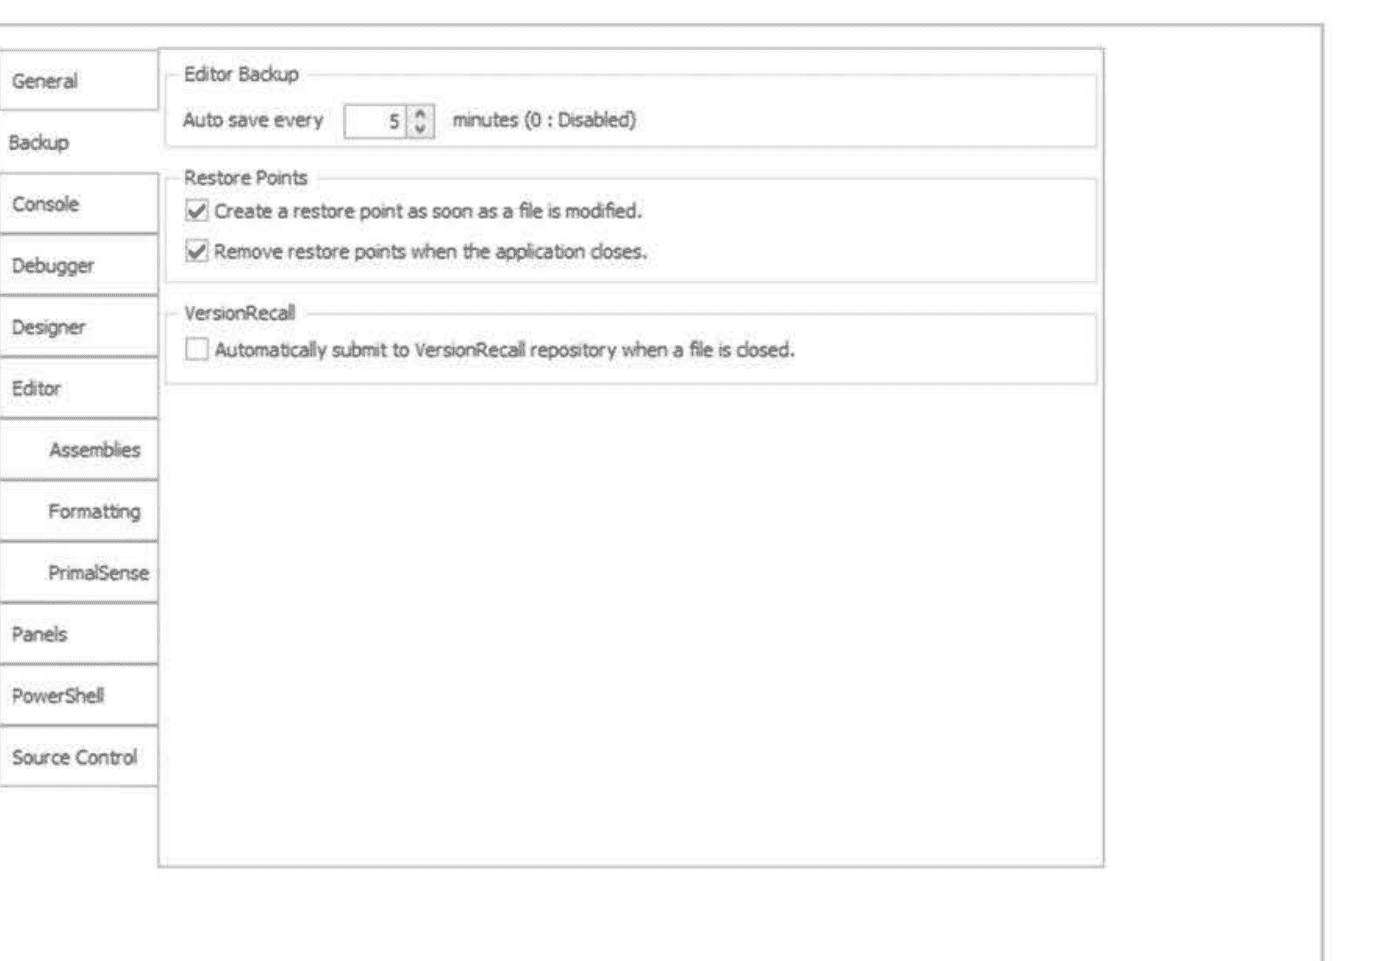 General
Backup
Console
Debugger
Designer
Editor
Assemblies
Formatting
PrimalSense
Panels
PowerShell
Source Control
Editor Backup
Auto save every 5 minutes (0 : Disabled)
Restore Points
Create a restore point as soon as a file is modified.
Remove restore points when the application closes.
VersionRecall
Automatically submit to VersionRecall repository when a file is closed.